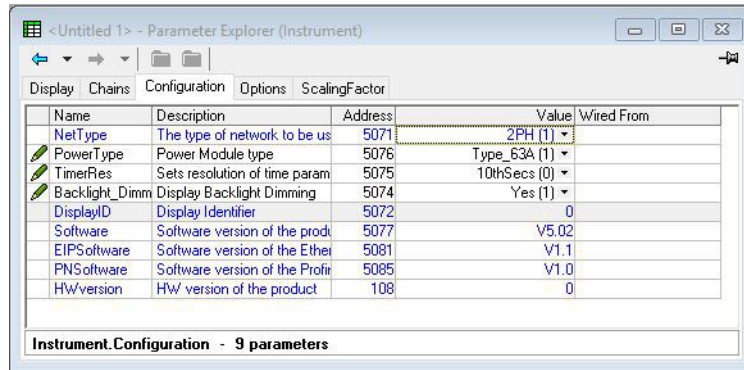 <Untitled 1> - Parameter Explorer (Instrument)
Display Chains Configuration Options ScalingFactor
Name Description Address Value Wired From
NetType The type of network to be us 5071 2PH (1)
PowerType Power Module type 5076 Type_63A (1)
TimerRes Sets resolution of time param 5075 10thSecs (0)
Backlight_Dimm Display Backlight Dimming 5074 Yes (1)
DisplayID Display Identifier 5072 0
Software Software version of the produ 5077 V5.02
EIPSoftware Software version of the Ether 5081 V1.1
PNSoftware Software version of the Profin 5085 V1.0
HWversion HW version of the product 108 0
Instrument.Configuration - 9 parameters